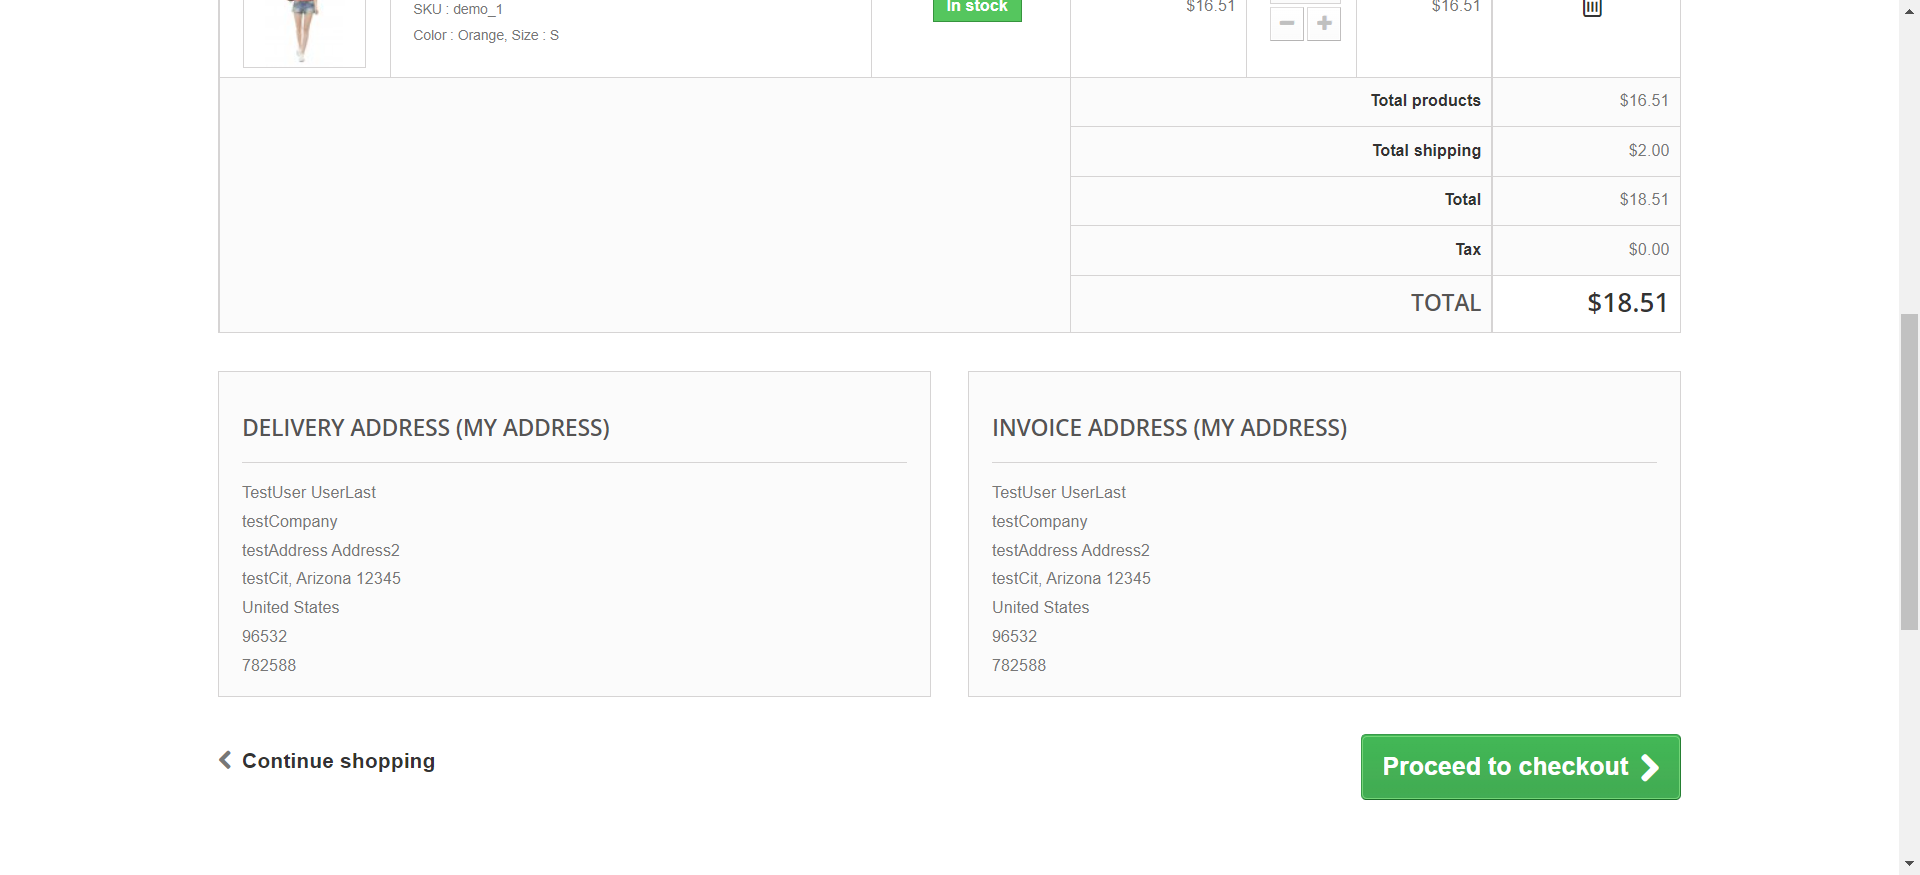 SKU : demo_1
In stock
$16.51
$16.51
Color : Orange, Size : S
Total products $16.51
Total shipping $2.00
Total $18.51
Tax $0.00
TOTAL $18.51
DELIVERY ADDRESS (MY ADDRESS)
TestUser UserLast
testCompany
testAddress Address2
testCit, Arizona 12345
United States
96532
782588
INVOICE ADDRESS (MY ADDRESS)
TestUser UserLast
testCompany
testAddress Address2
testCit, Arizona 12345
United States
96532
782588
Continue shopping
Proceed to checkout